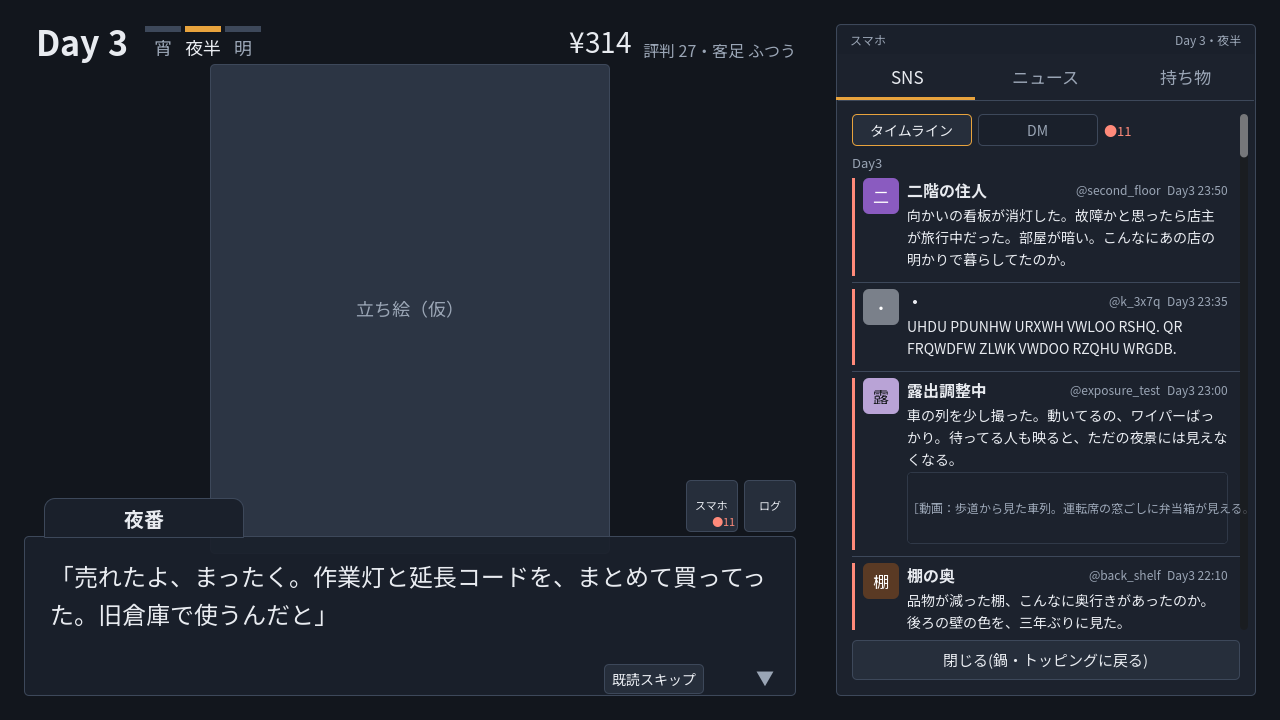 Day 3
宵 夜半 明
¥314 評判 27・客足 ふつう
立ち絵（仮）
スマホ
●11
ログ
夜番
「売れたよ、まったく。作業灯と延長コードを、まとめて買ってっ
た。旧倉庫で使うんだと」
既読スキップ
▼
スマホ Day 3・夜半
SNS ニュース 持ち物
タイムライン DM ●11
Day3
二 二階の住人 @second_floor Day3 23:50
向かいの看板が消灯した。故障かと思ったら店主
が旅行中だった。部屋が暗い。こんなにあの店の
明かりで暮らしてたのか。
・ ・ @k_3x7q Day3 23:35
UHDU PDUNHW URXWH VWLOO RSHQ. QR
FRQWDFW ZLWK VWDOO RZQHU WRGDB.
露 露出調整中 @exposure_test Day3 23:00
車の列を少し撮った。動いてるの、ワイパーばっ
かり。待ってる人も映ると、ただの夜景には見えな
くなる。
［動画：歩道から見た車列。運転席の窓ごしに弁当箱が見える。
棚 棚の奥 @back_shelf Day3 22:10
品物が減った棚、こんなに奥行きがあったのか。
後ろの壁の色を、三年ぶりに見た。
閉じる(鍋・トッピングに戻る)